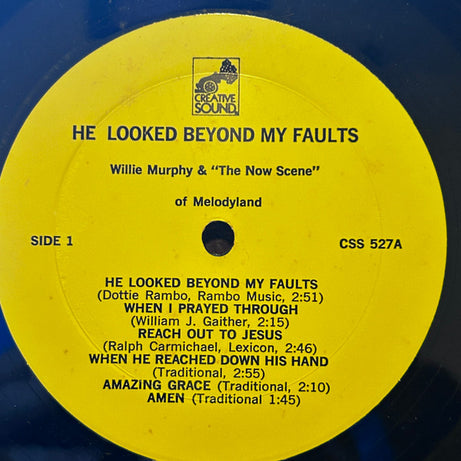 CREATIVE
SOUND
HE LOOKED BEYOND MY FAULTS
Willie Murphy & "The Now Scene"
of Melodyland
SIDE 1
CSS 527A
HE LOOKED BEYOND MY FAULTS
(Dottie Rambo, Rambo Music, 2:51)
WHEN I PRAYED THROUGH
(William J. Gaither, 2:15)
REACH OUT TO JESUS
(Ralph Carmichael, Lexicon, 2:46)
WHEN HE REACHED DOWN HIS HAND
(Traditional, 2:55)
AMAZING GRACE (Traditional, 2:10)
AMEN (Traditional 1:45)